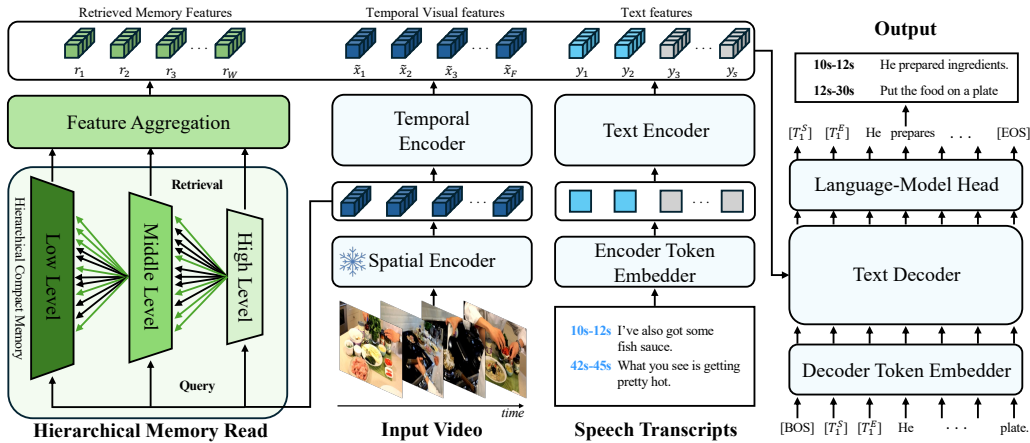 Retrieved Memory Features
Temporal Visual features
Text features
r₁ r₂ r₃ . . . r_W
x̃₁ x̃₂ x̃₃ . . . x̃_F
y₁ y₂ y₃ . . . y_s
Output
10s-12s He prepared ingredients.
12s-30s Put the food on a plate
[T₁ˢ] [T₁ᴱ] He prepares . . . [EOS]
Feature Aggregation
Temporal
Encoder
Text Encoder
Language-Model Head
Hierarchical Compact Memory
Retrieval
Low Level
Middle Level
High Level
Query
Spatial Encoder
Encoder Token
Embedder
Text Decoder
10s-12s I've also got some
fish sauce.
42s-45s What you see is getting
pretty hot.
Decoder Token Embedder
time
[BOS] [T₁ˢ] [T₁ᴱ] He . . . plate.
Hierarchical Memory Read
Input Video
Speech Transcripts